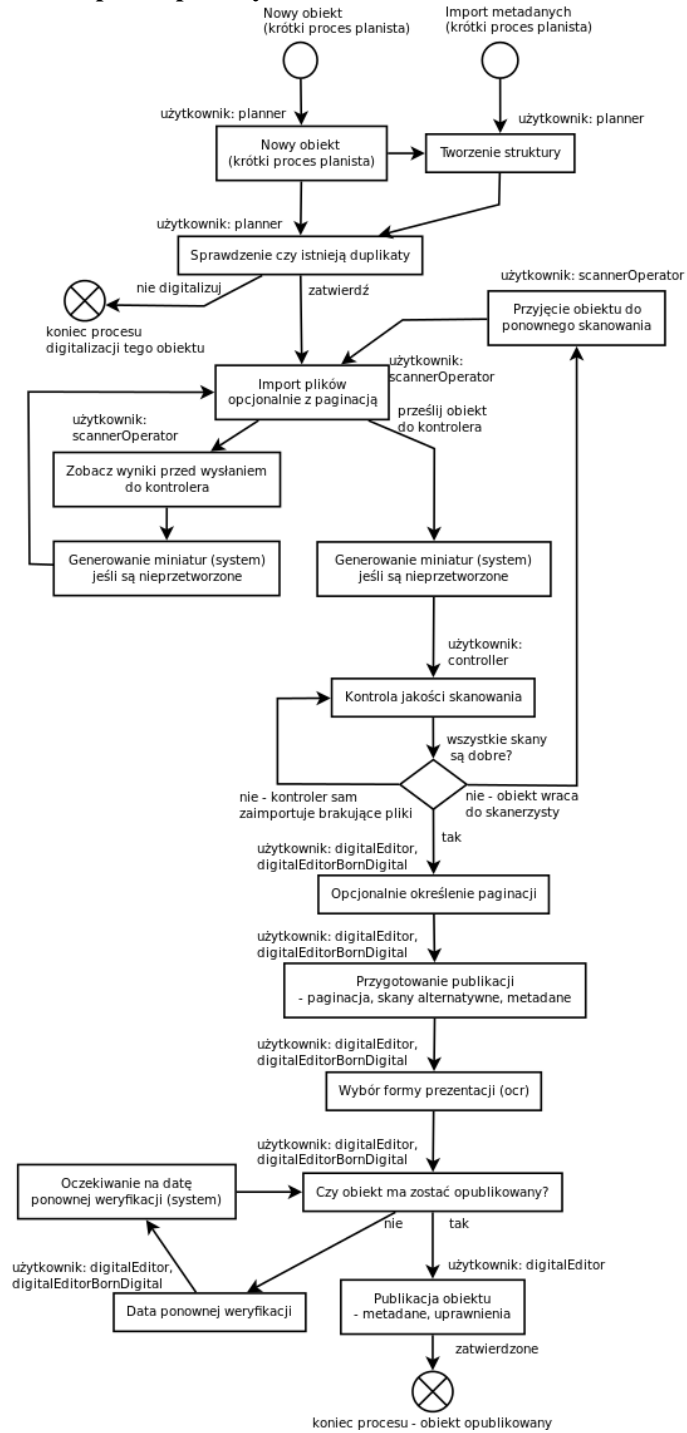 Nowy obiekt
(krótki proces planista)
Import metadanych
(krótki proces planista)
użytkownik: planner
użytkownik: planner
Nowy obiekt
(krótki proces planista)
Tworzenie struktury
użytkownik: planner
Sprawdzenie czy istnieją duplikaty
nie digitalizuj
zatwierdź
koniec procesu
digitalizacji tego obiektu
użytkownik: scannerOperator
Przyjęcie obiektu do
ponownego skanowania
użytkownik:
scannerOperator
Import plików
opcjonalnie z paginacją
użytkownik:
scannerOperator
prześlij obiekt
do kontrolera
Zobacz wyniki przed wysłaniem
do kontrolera
Generowanie miniatur (system)
jeśli są nieprzetworzone
Generowanie miniatur (system)
jeśli są nieprzetworzone
użytkownik:
controller
Kontrola jakości skanowania
wszystkie skany
są dobre?
nie - kontroler sam
zaimportuje brakujące pliki
nie - obiekt wraca
do skanerzysty
tak
użytkownik: digitalEditor,
digitalEditorBornDigital
Opcjonalnie określenie paginacji
użytkownik: digitalEditor,
digitalEditorBornDigital
Przygotowanie publikacji
- paginacja, skany alternatywne, metadane
użytkownik: digitalEditor,
digitalEditorBornDigital
Wybór formy prezentacji (ocr)
użytkownik: digitalEditor,
digitalEditorBornDigital
Oczekiwanie na datę
ponownej weryfikacji (system)
Czy obiekt ma zostać opublikowany?
nie
tak
użytkownik: digitalEditor,
digitalEditorBornDigital
użytkownik: digitalEditor
Data ponownej weryfikacji
Publikacja obiektu
- metadane, uprawnienia
zatwierdzone
koniec procesu - obiekt opublikowany